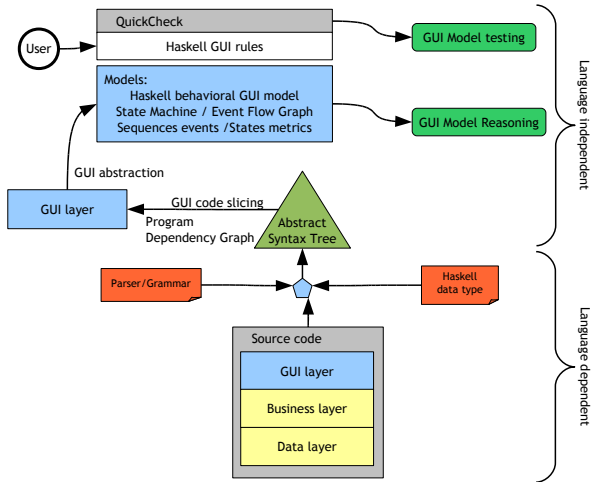 QuickCheck
User
Haskell GUI rules
GUI Model testing
Models:
Haskell behavioral GUI model
State Machine / Event Flow Graph
Sequences events /States metrics
GUI Model Reasoning
Language independent
GUI abstraction
GUI layer
GUI code slicing
Program
Dependency Graph
Abstract
Syntax Tree
Parser/Grammar
Haskell
data type
Language dependent
Source code
GUI layer
Business layer
Data layer